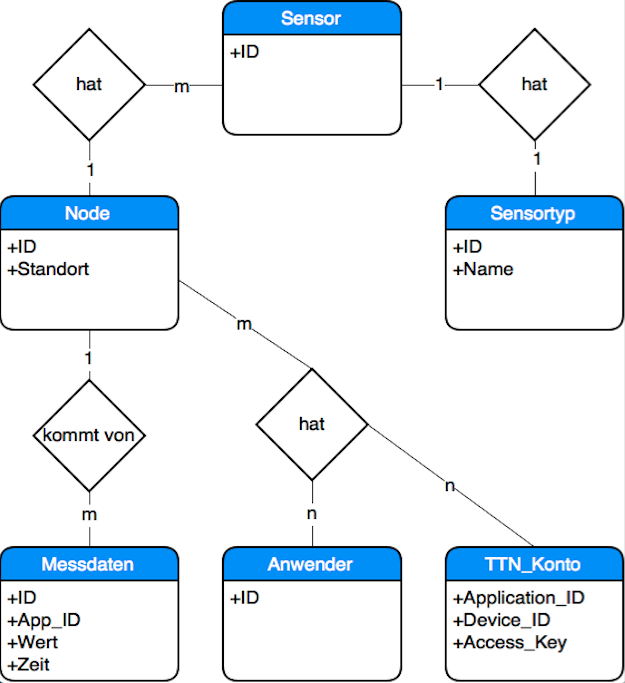 Sensor
+ID
hat
m
1
hat
1
1
Node
+ID
+Standort
Sensortyp
+ID
+Name
m
1
hat
kommt von
n
m
n
Messdaten
+ID
+App_ID
+Wert
+Zeit
Anwender
+ID
TTN_Konto
+Application_ID
+Device_ID
+Access_Key